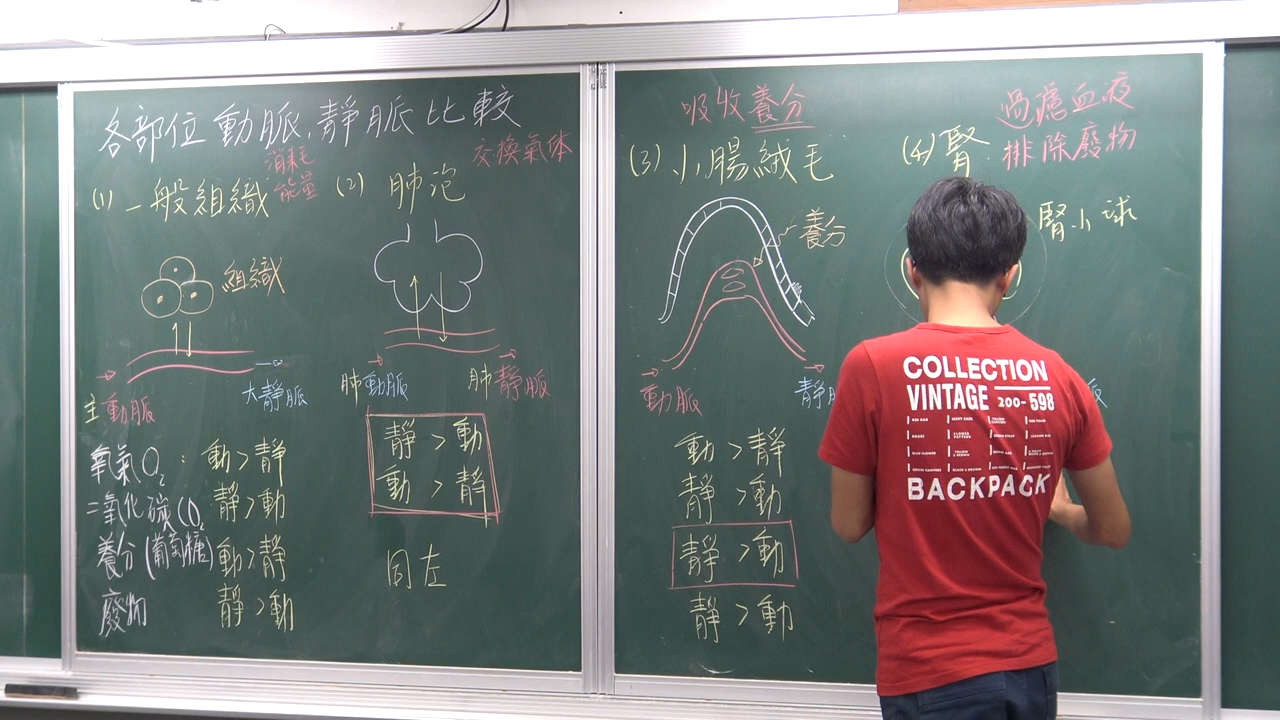 各部位動脈,靜脈比較
(1) 一般組織
消耗
能量
組織
主動脈
大靜脈
(2) 肺泡
交換氣体
肺動脈
肺靜脈
氧氣O₂ : 動>靜
二氧化碳CO₂ 靜>動
養分(葡萄糖) 動>靜
廢物 靜>動
靜>動
動>靜
同左
吸收養分
(3) 小腸絨毛
養分
動脈
靜脈
動>靜
靜>動
靜>動
靜>動
過濾血液
(4) 腎
排除廢物
腎小球
COLLECTION
VINTAGE 200-598
BACKPACK